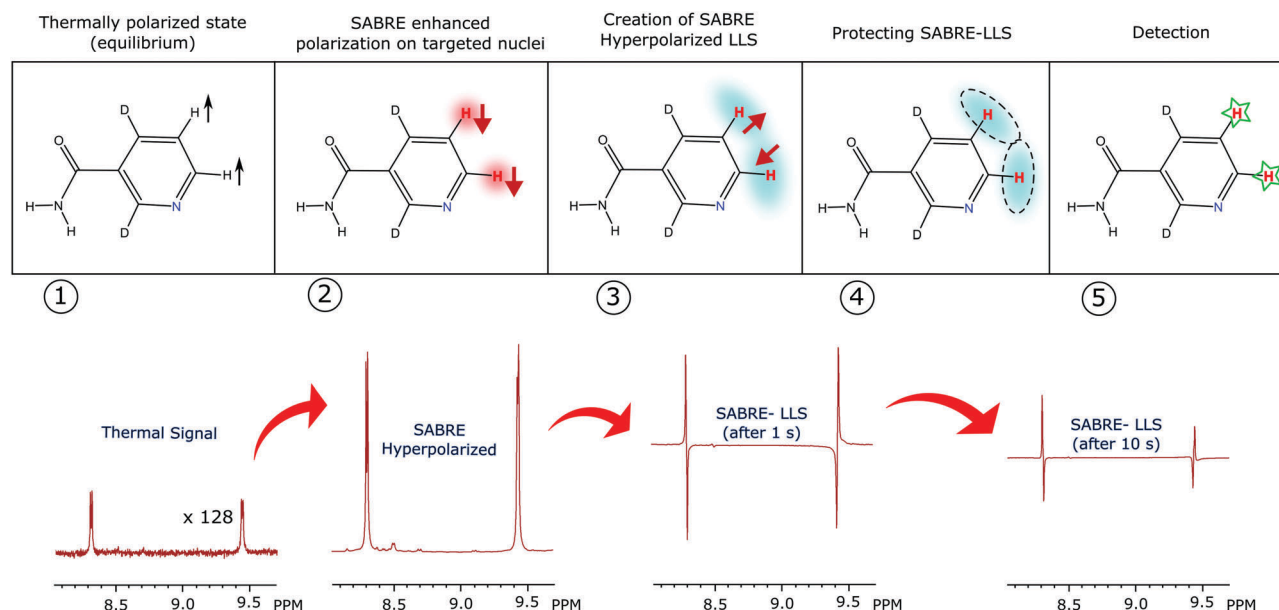 Thermally polarized state
(equilibrium)
SABRE enhanced
polarization on targeted nuclei
Creation of SABRE
Hyperpolarized LLS
Protecting SABRE-LLS
Detection
D
H
O
H
H
N
D
N
H
D
H
O
H
H
N
D
N
H
D
H
O
H
H
N
D
N
H
D
H
O
H
H
N
D
N
H
D
H
O
H
H
N
D
N
H
1
2
3
4
5
Thermal Signal
x 128
SABRE
Hyperpolarized
SABRE- LLS
(after 1 s)
SABRE- LLS
(after 10 s)
8.5 9.0 9.5 PPM
8.5 9.0 9.5 PPM
8.5 9.0 9.5 PPM
8.5 9.0 9.5 PPM